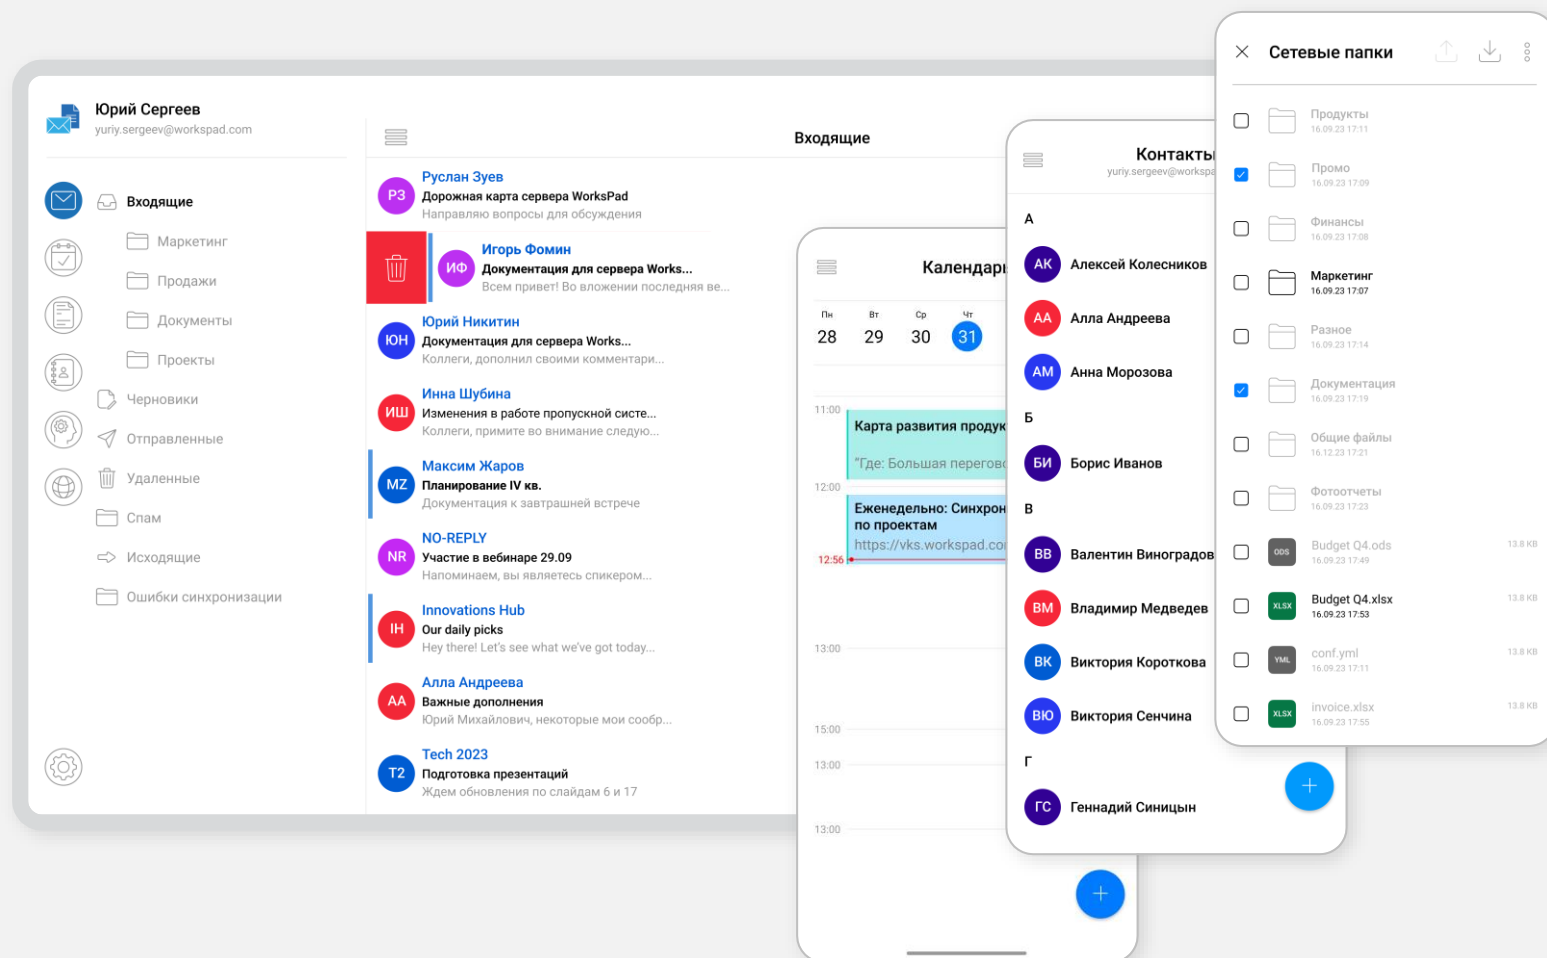 Юрий Сергеев
yuriy.sergeev@workspad.com
Входящие
Маркетинг
Продажи
Документы
Проекты
Черновики
Отправленные
Удаленные
Спам
Исходящие
Ошибки синхронизации
Входящие
РЗ
Руслан Зуев
Дорожная карта сервера WorksPad
Направляю вопросы для обсуждения
ИФ
Игорь Фомин
Документация для сервера Works...
Всем привет! Во вложении последняя ве...
ЮН
Юрий Никитин
Документация для сервера Works...
Коллеги, дополнил своими комментари...
ИШ
Инна Шубина
Изменения в работе пропускной систе...
Коллеги, примите во внимание следую...
MZ
Максим Жаров
Планирование IV кв.
Документация к завтрашней встрече
NR
NO-REPLY
Участие в вебинаре 29.09
Напоминаем, вы являетесь спикером...
IH
Innovations Hub
Our daily picks
Hey there! Let's see what we've got today...
АА
Алла Андреева
Важные дополнения
Юрий Михайлович, некоторые мои сообр...
T2
Tech 2023
Подготовка презентаций
Ждем обновления по слайдам 6 и 17
Календарь
Пн Вт Ср Чт
28 29 30 31
11:00
Карта развития продук
"Где: Большая перегово
12:00
Еженедельно: Синхрон
по проектам
https://vks.workspad.co
12:56
13:00
15:00
13:00
13:00
Контакты
yuriy.sergeev@workspa
А
АК Алексей Колесников
АА Алла Андреева
АМ Анна Морозова
Б
БИ Борис Иванов
В
ВВ Валентин Виноградов
ВМ Владимир Медведев
ВК Виктория Короткова
ВЮ Виктория Сенчина
Г
ГС Геннадий Синицын
Сетевые папки
Продукты
16.09.23 17:11
Промо
16.09.23 17:09
Финансы
16.09.23 17:08
Маркетинг
16.09.23 17:07
Разное
16.09.23 17:14
Документация
16.09.23 17:19
Общие файлы
16.12.23 17:21
Фотоотчеты
16.09.23 17:23
ODS Budget Q4.ods 13.8 KB
16.09.23 17:49
XLSX Budget Q4.xlsx 13.8 KB
16.09.23 17:53
YML conf.yml 13.8 KB
16.09.23 17:11
XLSX invoice.xlsx 13.8 KB
16.09.23 17:55